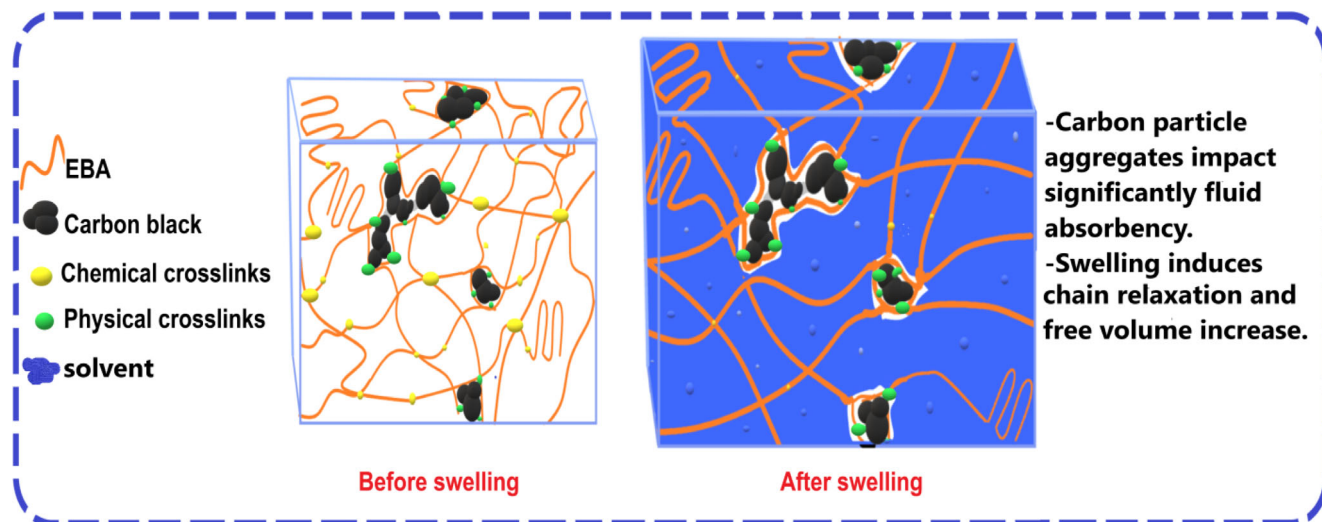 EBA
Carbon black
Chemical crosslinks
Physical crosslinks
solvent
Before swelling
After swelling
-Carbon particle
aggregates impact
significantly fluid
absorbency.
-Swelling induces
chain relaxation and
free volume increase.